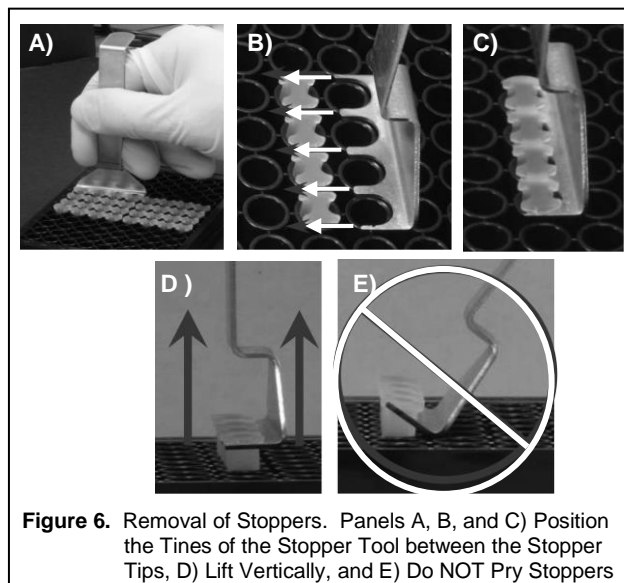 A)
B)
C)
D )
E)
Figure 6. Removal of Stoppers. Panels A, B, and C) Position
the Tines of the Stopper Tool between the Stopper
Tips, D) Lift Vertically, and E) Do NOT Pry Stoppers